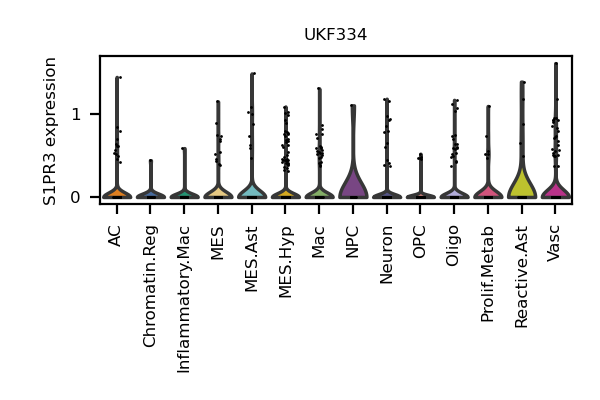 UKF334
S1PR3 expression
1
0
AC
Chromatin.Reg
Inflammatory.Mac
MES
MES.Ast
MES.Hyp
Mac
NPC
Neuron
OPC
Oligo
Prolif.Metab
Reactive.Ast
Vasc